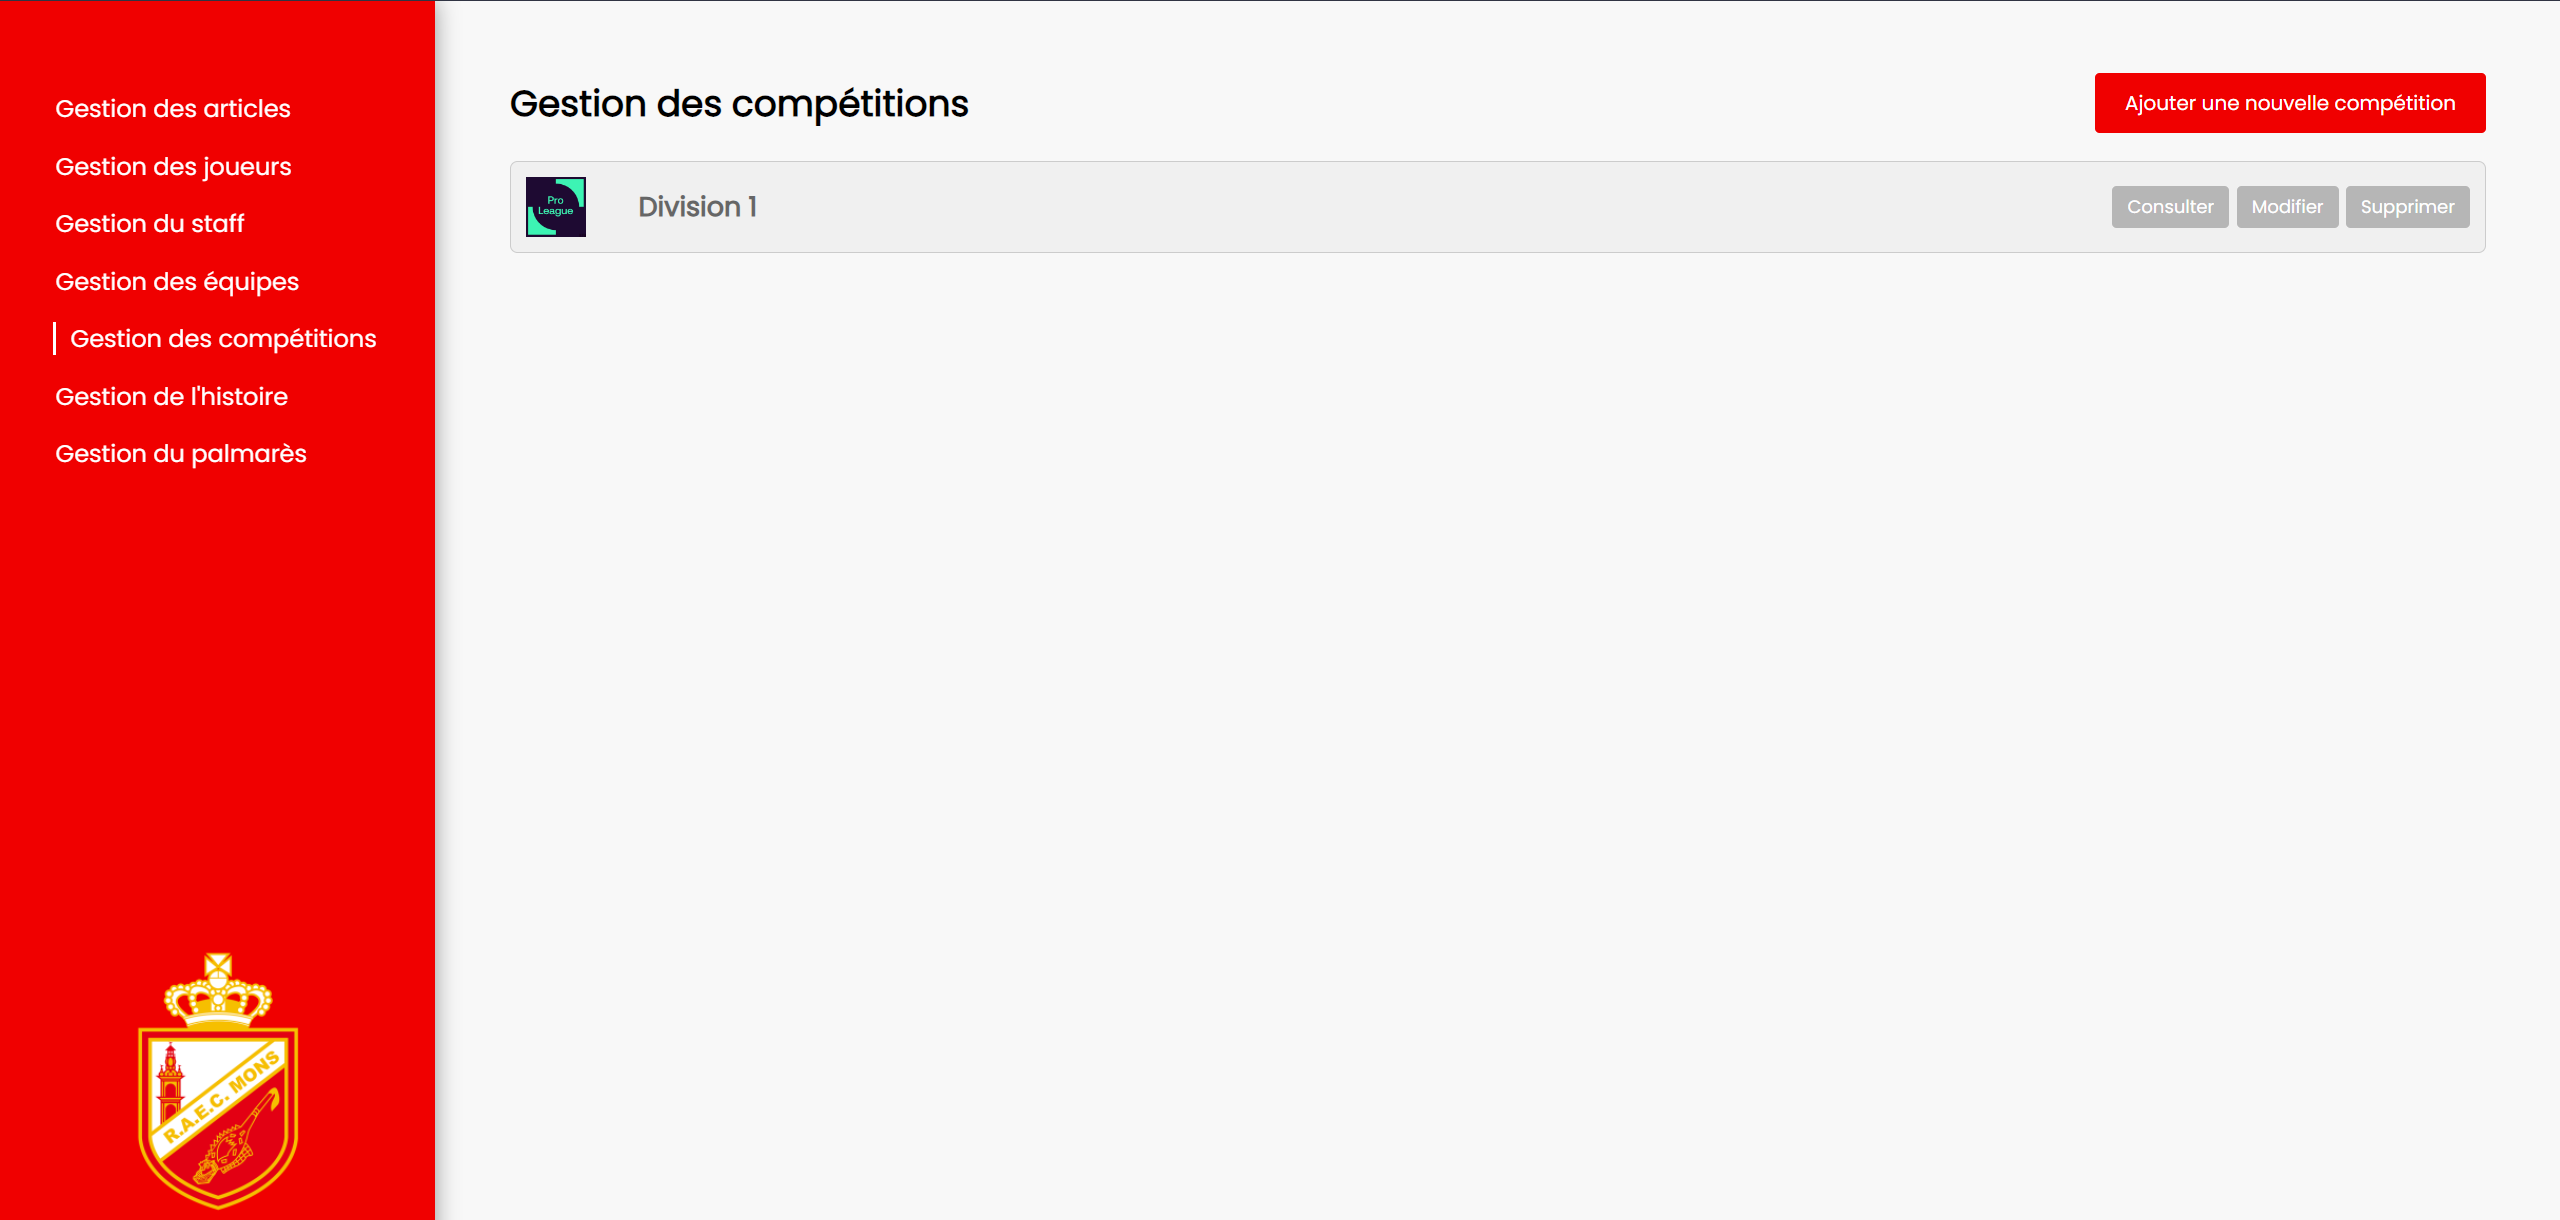 Gestion des articles
Gestion des joueurs
Gestion du staff
Gestion des équipes
Gestion des compétitions
Gestion de l'histoire
Gestion du palmarès
R.A.E.C. MONS
Gestion des compétitions
Ajouter une nouvelle compétition
Pro
League
Division 1
Consulter
Modifier
Supprimer